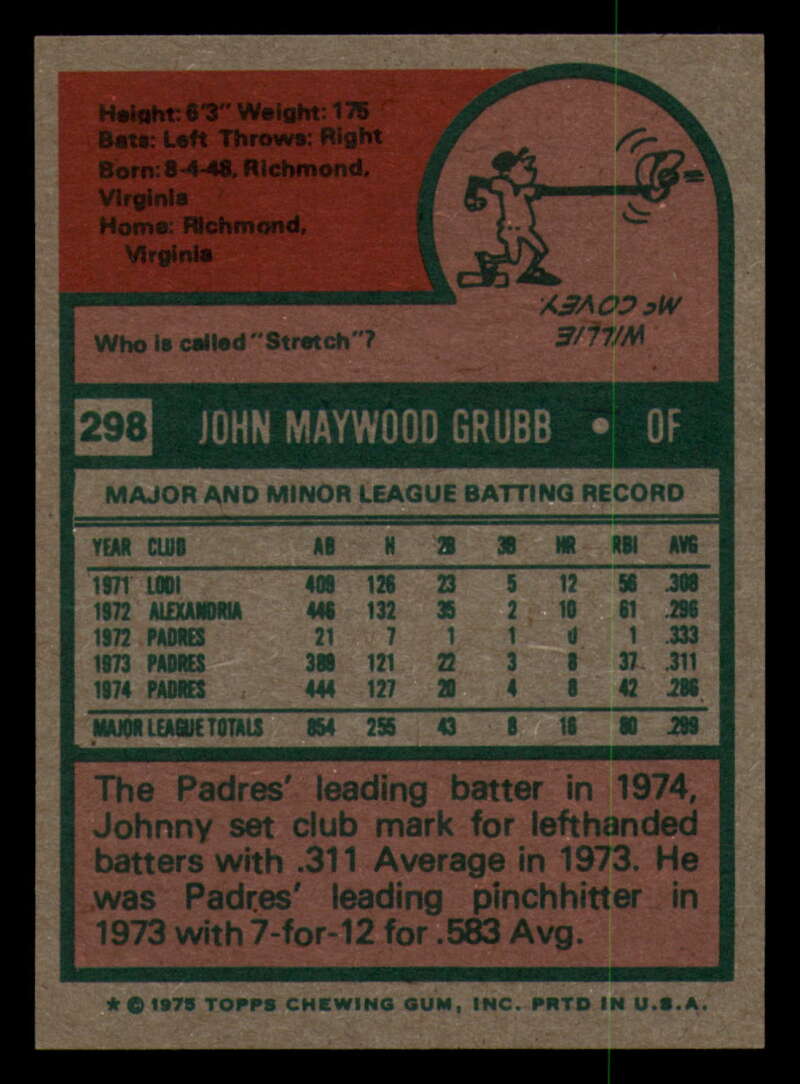 Height: 6'3" Weight: 175
Bats: Left Throws: Right
Born: 8-4-48, Richmond,
Virginia
Home: Richmond,
Virginia
Who is called "Stretch"?
WILLIE
McCOVEY.
298 JOHN MAYWOOD GRUBB • OF
MAJOR AND MINOR LEAGUE BATTING RECORD
YEAR CLUB AB H 2B 3B HR RBI AVG
1971 LODI 409 126 23 5 12 56 .308
1972 ALEXANDRIA 446 132 35 2 10 61 .296
1972 PADRES 21 7 1 1 0 1 .333
1973 PADRES 389 121 22 3 8 37 .311
1974 PADRES 444 127 20 4 8 42 .286
MAJOR LEAGUE TOTALS 854 255 43 8 16 80 .299
The Padres' leading batter in 1974,
Johnny set club mark for lefthanded
batters with .311 Average in 1973. He
was Padres' leading pinchhitter in
1973 with 7-for-12 for .583 Avg.
* © 1975 TOPPS CHEWING GUM, INC. PRTD IN U.S.A.